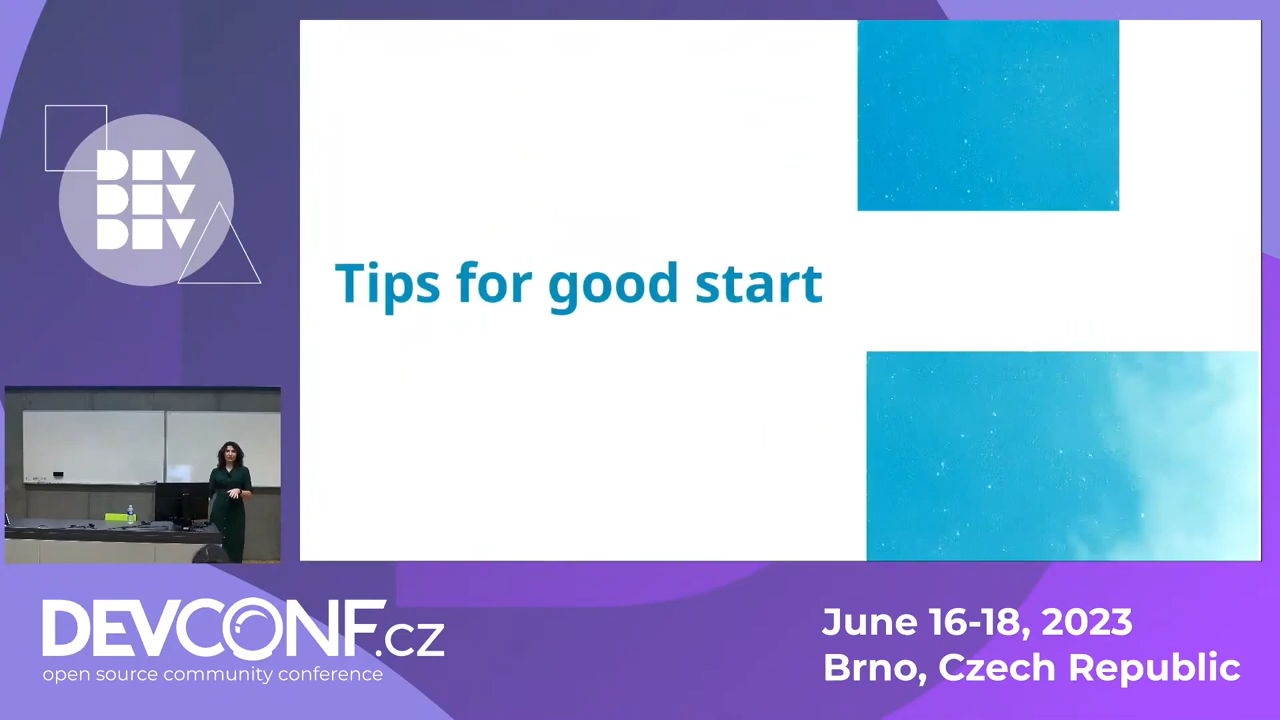 DEV
DEV
DEV
Tips for good start
DEVCONF.cz
open source community conference
June 16-18, 2023
Brno, Czech Republic